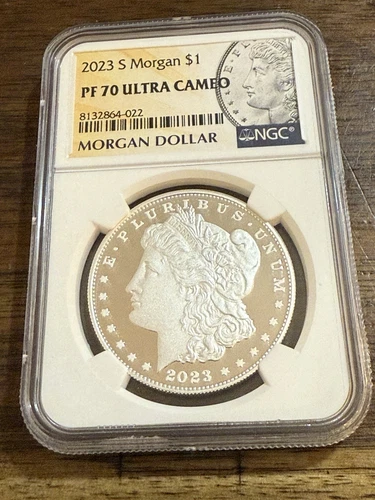 2023 S Morgan $1
PF 70 ULTRA CAMEO
8132864-022
MORGAN DOLLAR
NGC®
E·PLURIBUS·UNUM
2023